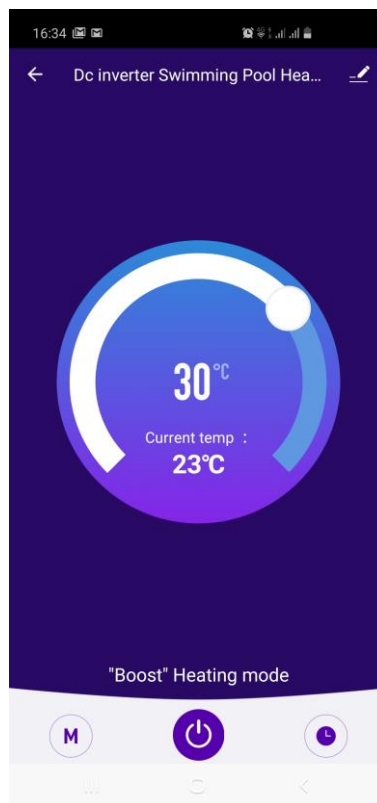 16:34
Dc inverter Swimming Pool Hea...
30°C
Current temp :
23°C
"Boost" Heating mode
M